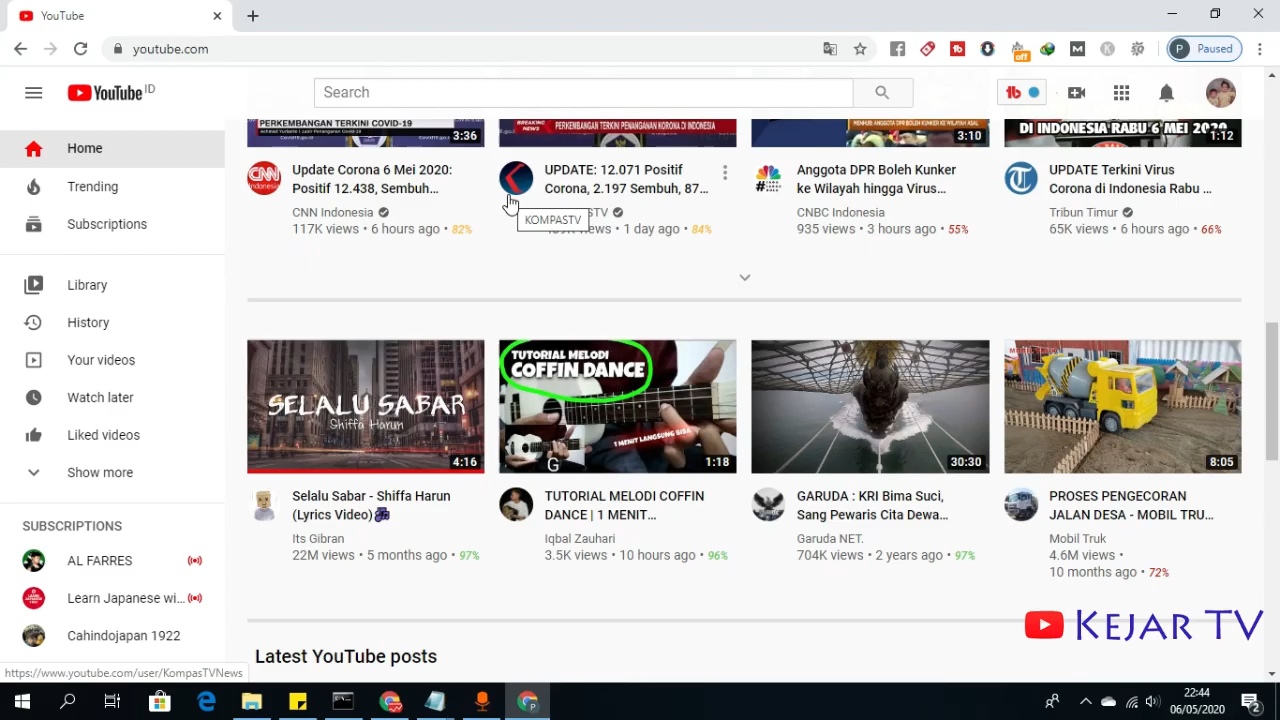 YouTube
youtube.com
P Paused
off
YouTube ID
Search
Home
Trending
Subscriptions
Library
History
Your videos
Watch later
Liked videos
Show more
SUBSCRIPTIONS
AL FARRES
Learn Japanese wi...
Cahindojapan 1922
PERKEMBANGAN TERKINI COVID-19
3:36
BREAKING NEWS
PERKEMBANGAN TERKINI PENANGANAN KORONA DI INDONESIA
3:10
DI INDONESIA RABU 6 MEI 2020
1:12
Update Corona 6 Mei 2020:
Positif 12.438, Sembuh...
CNN Indonesia
117K views • 6 hours ago • 82%
UPDATE: 12.071 Positif
Corona, 2.197 Sembuh, 87...
KOMPASTV
views • 1 day ago • 84%
Anggota DPR Boleh Kunker
ke Wilayah hingga Virus...
CNBC Indonesia
935 views • 3 hours ago • 55%
UPDATE Terkini Virus
Corona di Indonesia Rabu ...
Tribun Timur
65K views • 6 hours ago • 66%
SELALU SABAR
Shiffa Harun
4:16
TUTORIAL MELODI
COFFIN DANCE
1 MENIT LANGSUNG BISA
G
1:18
30:30
8:05
Selalu Sabar - Shiffa Harun
(Lyrics Video)
Its Gibran
22M views • 5 months ago • 97%
TUTORIAL MELODI COFFIN
DANCE | 1 MENIT...
Iqbal Zauhari
3.5K views • 10 hours ago • 96%
GARUDA : KRI Bima Suci,
Sang Pewaris Cita Dewa...
Garuda NET.
704K views • 2 years ago • 97%
PROSES PENGECORAN
JALAN DESA - MOBIL TRU...
Mobil Truk
4.6M views •
10 months ago • 72%
KEJAR TV
Latest YouTube posts
https://www.youtube.com/user/KompasTVNews
22:44
06/05/2020
2